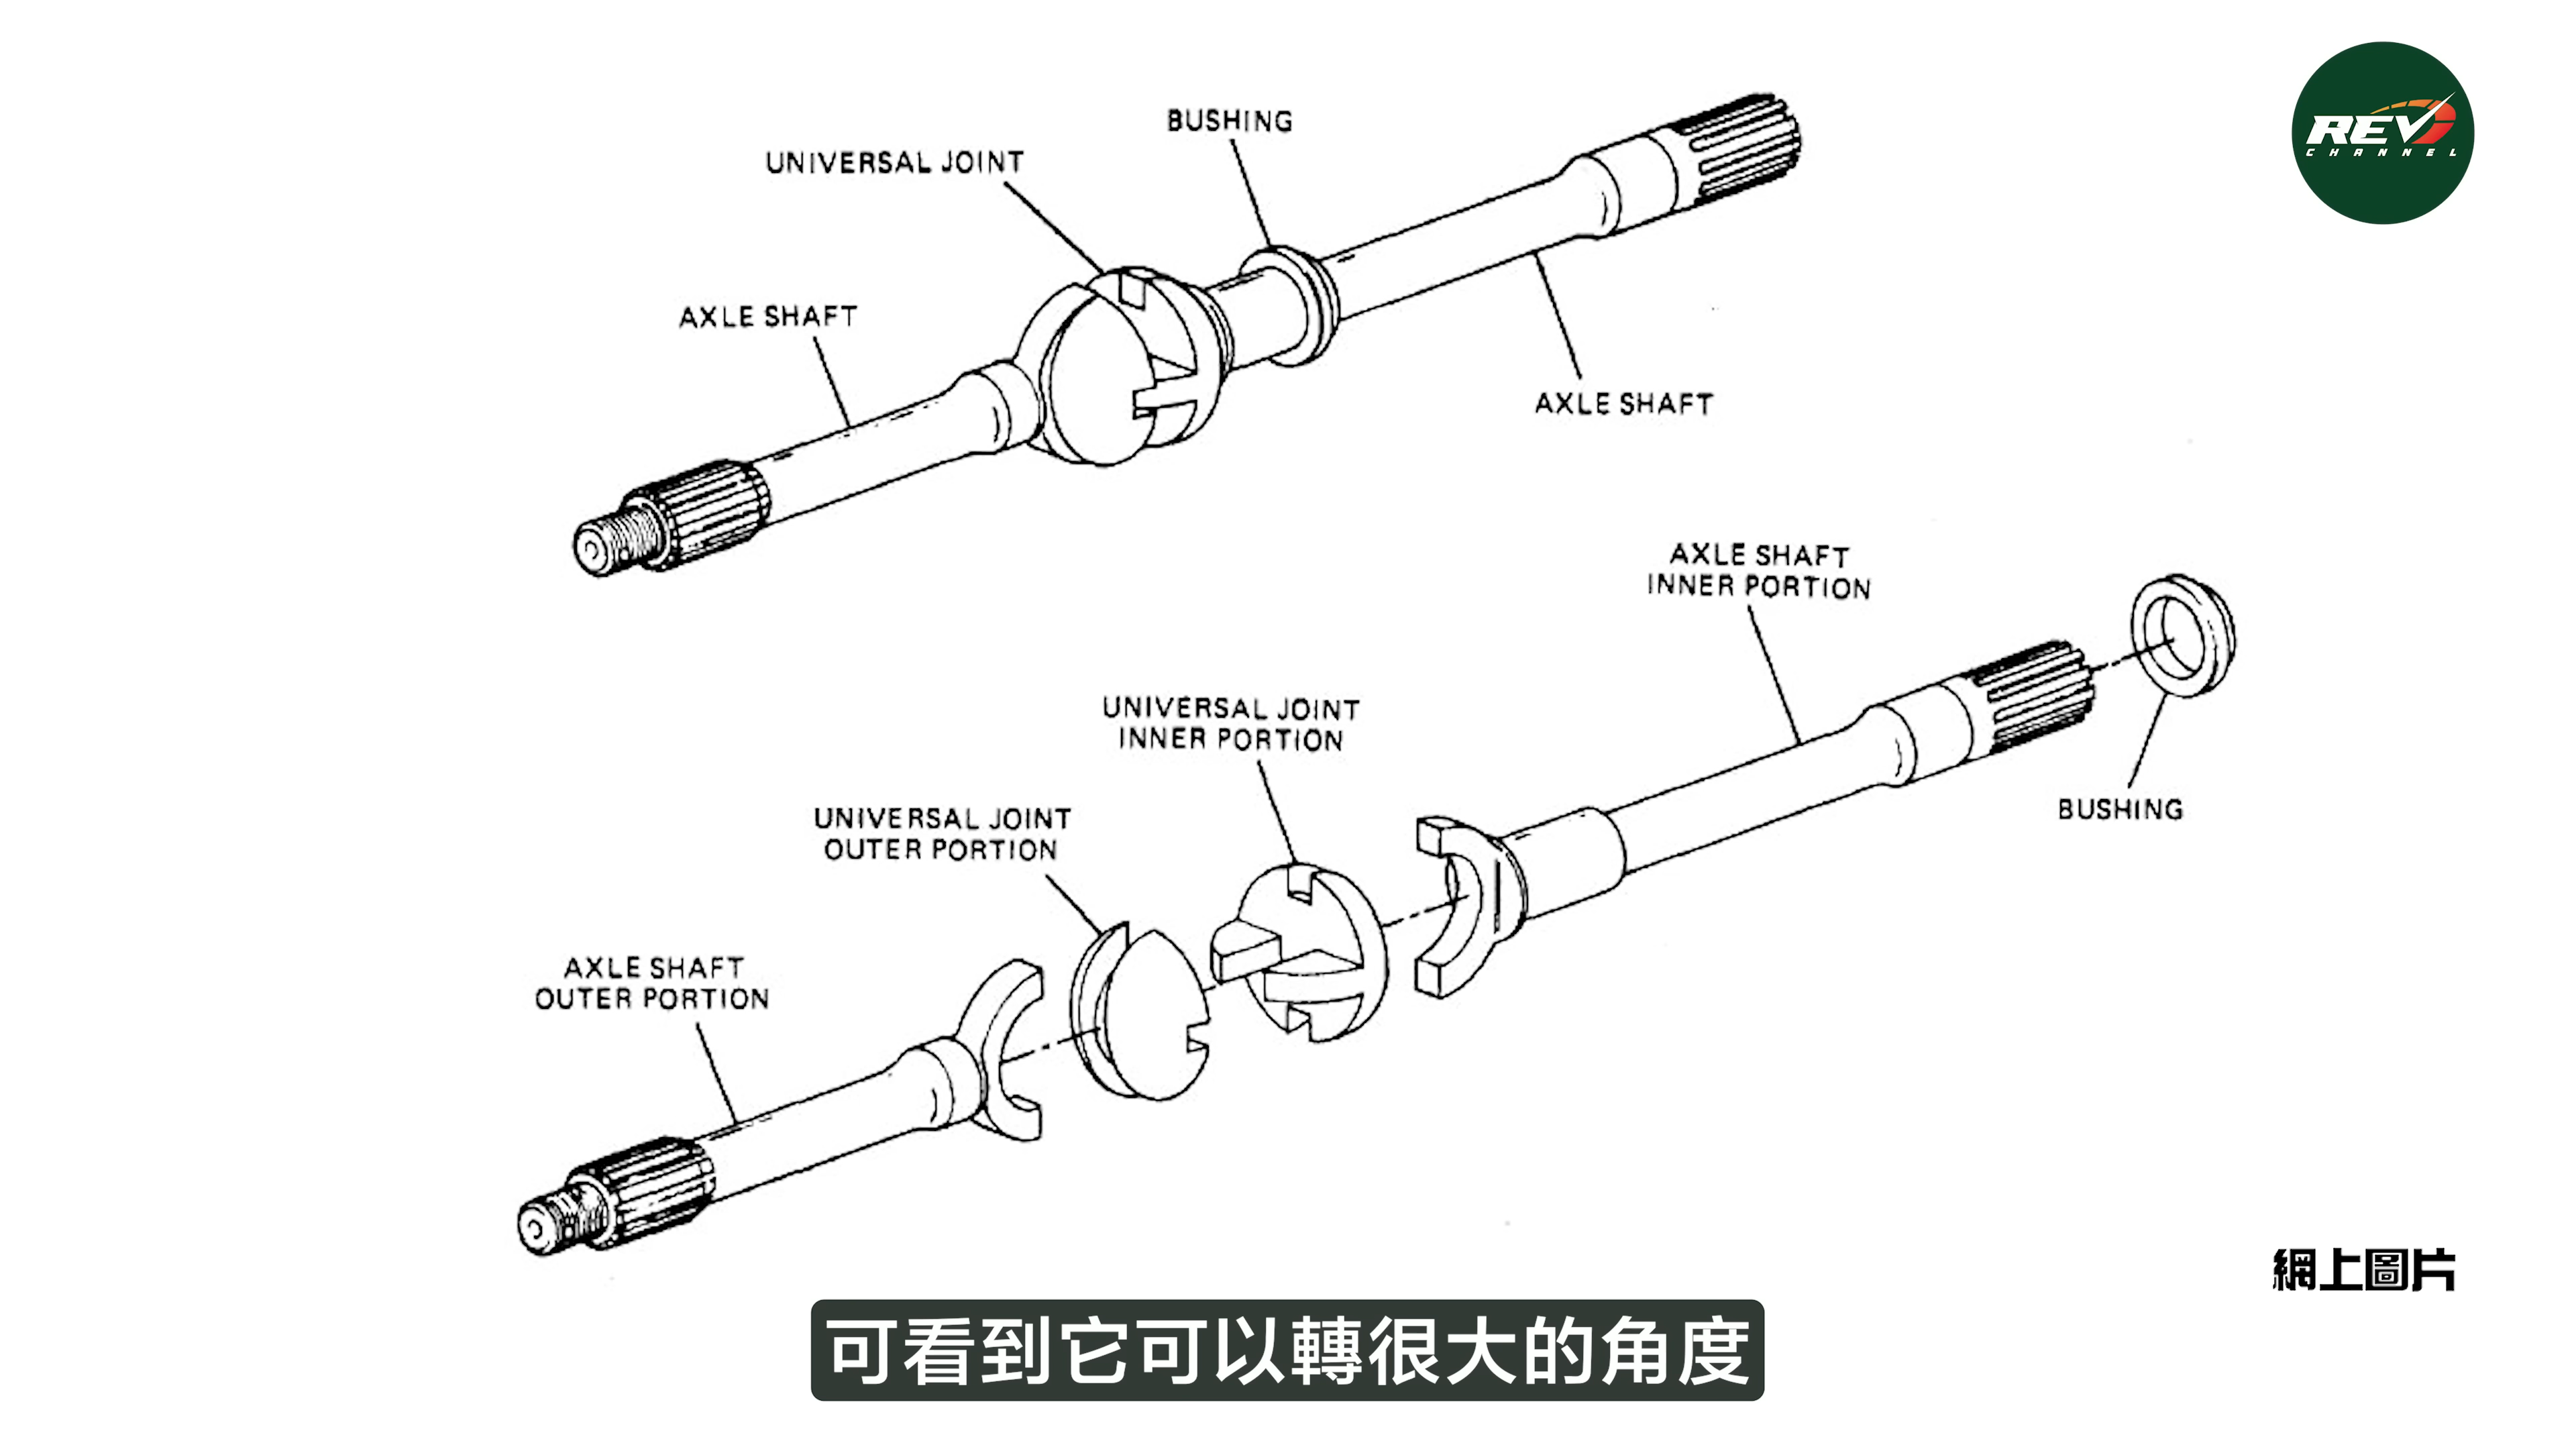 REV
CHANNEL
BUSHING
UNIVERSAL JOINT
AXLE SHAFT
AXLE SHAFT
AXLE SHAFT
INNER PORTION
UNIVERSAL JOINT
INNER PORTION
BUSHING
UNIVERSAL JOINT
OUTER PORTION
AXLE SHAFT
OUTER PORTION
網上圖片
可看到它可以轉很大的角度